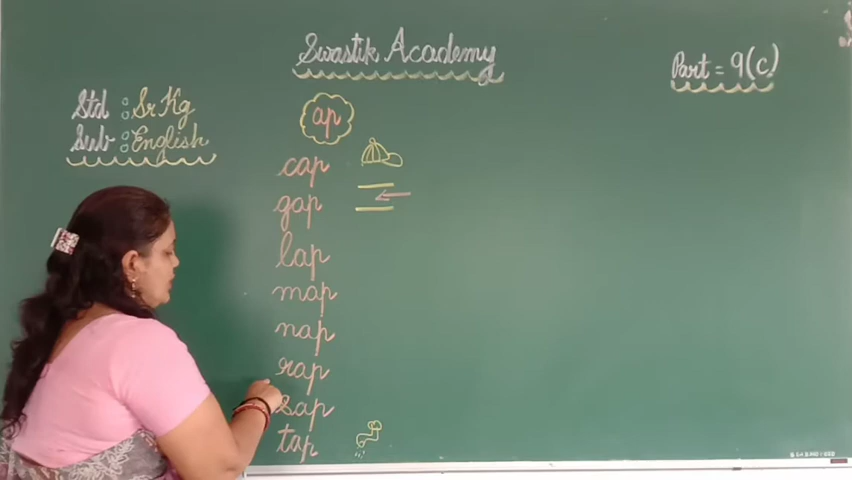 Swastik Academy
Part = 9(c)
Std : Sr Kg
Sub : English
ap
cap
gap
lap
map
nap
rap
sap
tap